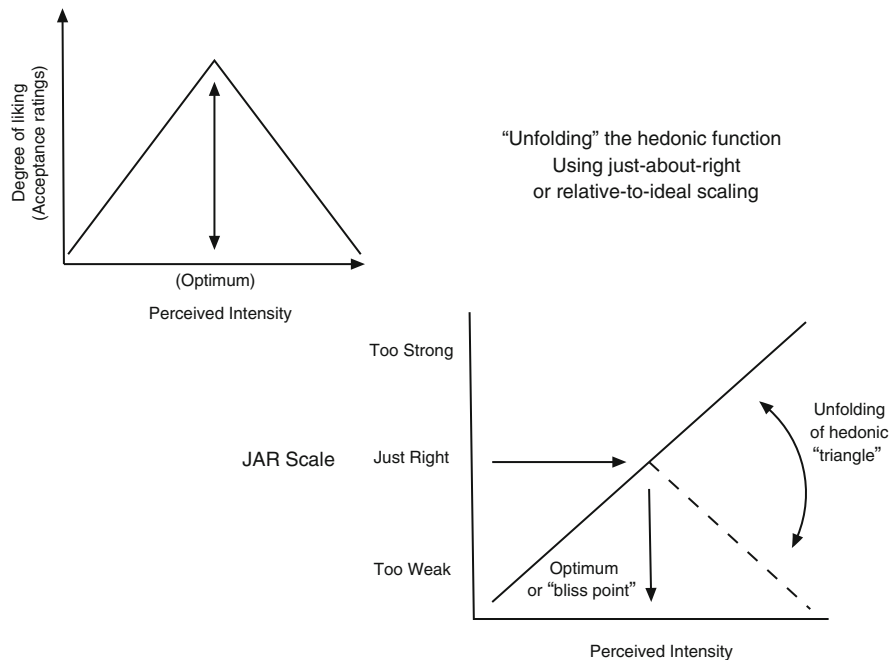 Degree of liking
(Acceptance ratings)
(Optimum)
Perceived Intensity
“Unfolding” the hedonic function
Using just-about-right
or relative-to-ideal scaling
JAR Scale
Too Strong
Just Right
Too Weak
Optimum
or “bliss point”
Unfolding
of hedonic
“triangle”
Perceived Intensity